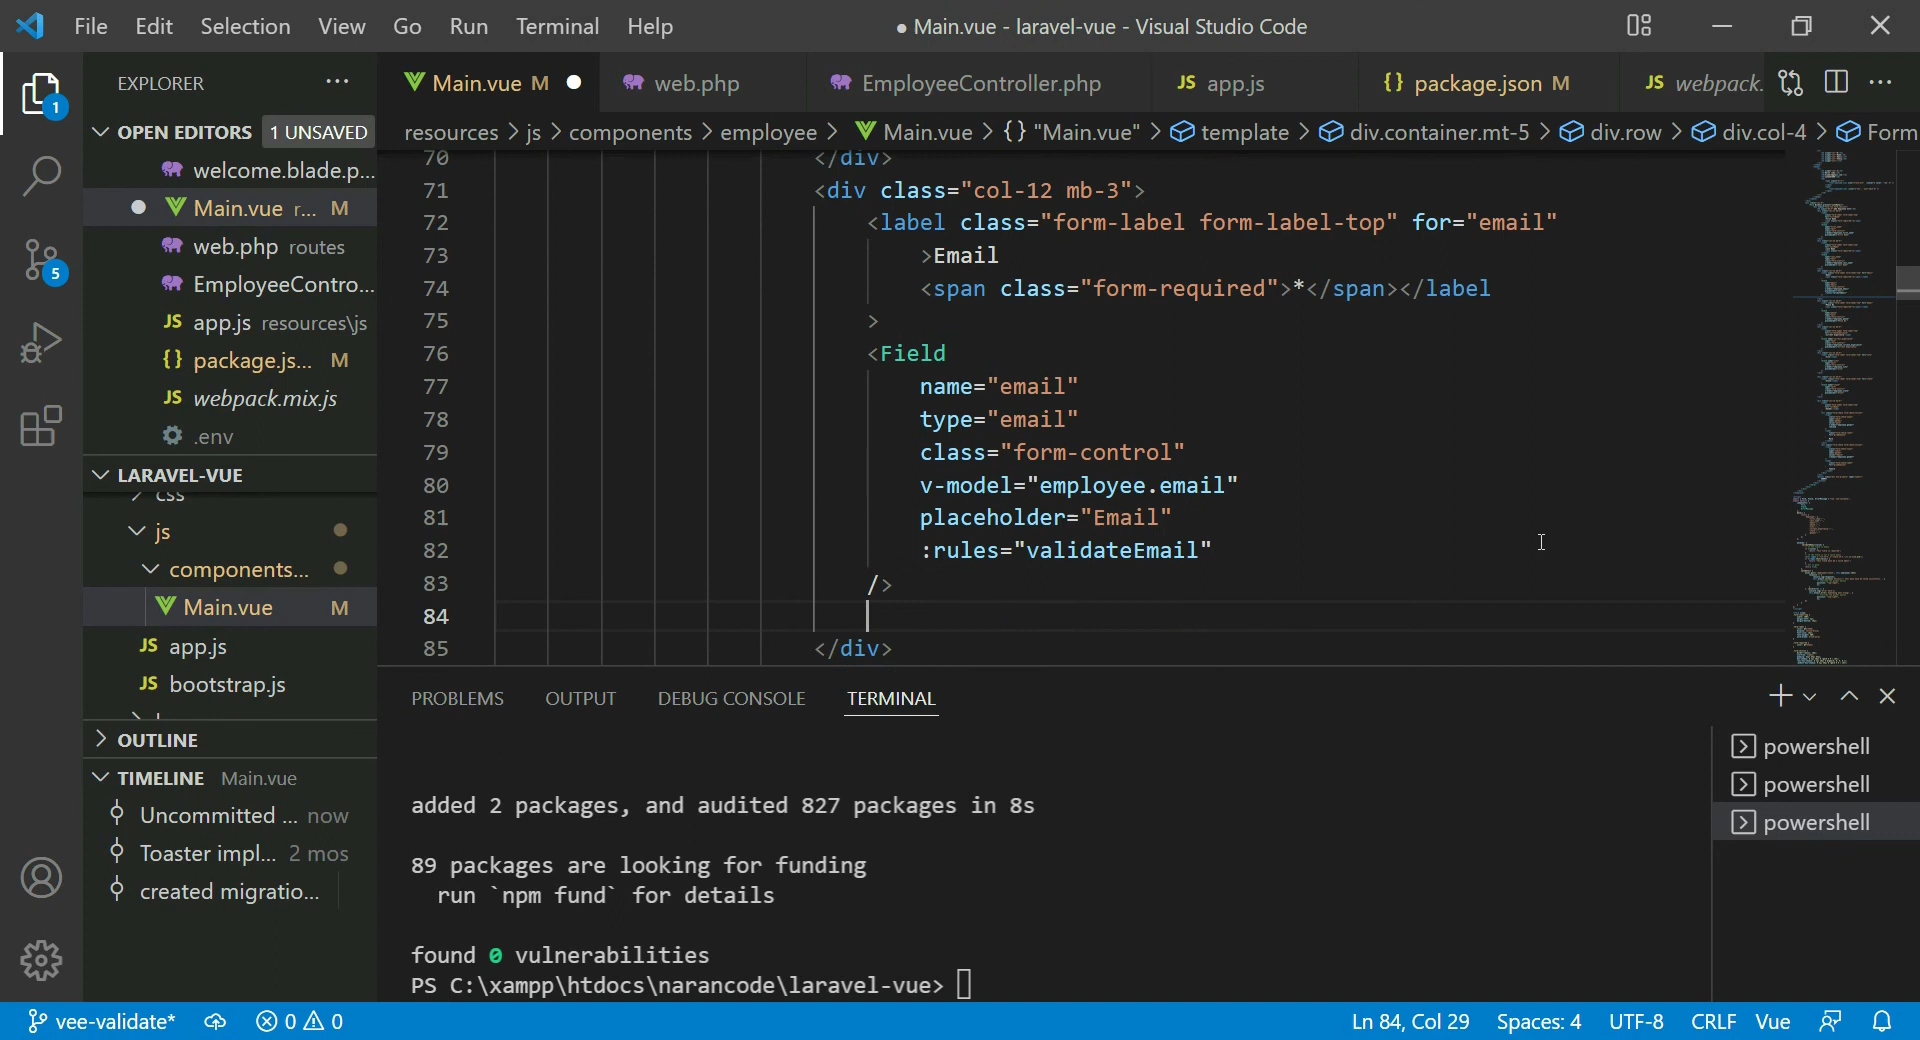 File Edit Selection View Go Run Terminal Help
● Main.vue - laravel-vue - Visual Studio Code
EXPLORER ···
Main.vue M
web.php
EmployeeController.php
JS app.js
{} package.json M
JS webpack.
···
OPEN EDITORS 1 UNSAVED
resources > js > components > employee > Main.vue > {} "Main.vue" > template > div.container.mt-5 > div.row > div.col-4 > Form
welcome.blade.p...
Main.vue r... M
web.php routes
EmployeeContro...
JS app.js resources\js
{} package.js... M
JS webpack.mix.js
.env
LARAVEL-VUE
css
js
components...
Main.vue M
JS app.js
JS bootstrap.js
OUTLINE
TIMELINE Main.vue
Uncommitted ... now
Toaster impl... 2 mos
created migratio...
70 </div>
71 <div class="col-12 mb-3">
72 <label class="form-label form-label-top" for="email"
73 >Email
74 <span class="form-required">*</span></label
75 >
76 <Field
77 name="email"
78 type="email"
79 class="form-control"
80 v-model="employee.email"
81 placeholder="Email"
82 :rules="validateEmail"
83 />
84
85 </div>
PROBLEMS OUTPUT DEBUG CONSOLE TERMINAL
added 2 packages, and audited 827 packages in 8s
89 packages are looking for funding
run `npm fund` for details
found 0 vulnerabilities
PS C:\xampp\htdocs\narancode\laravel-vue>
powershell
powershell
powershell
1
5
vee-validate* 0 0
Ln 84, Col 29 Spaces: 4 UTF-8 CRLF Vue